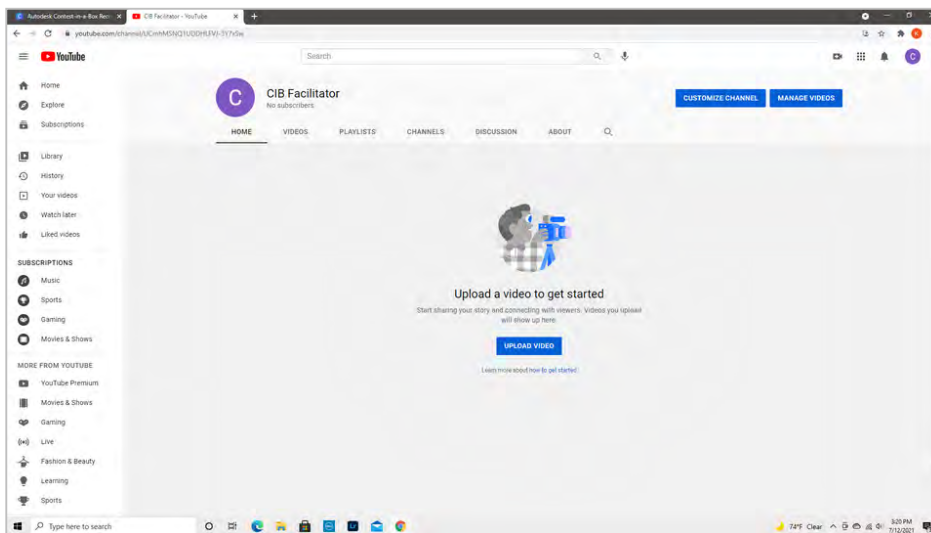 Autodesk Contest-in-a-Box Reci
CIB Facilitator - YouTube
youtube.com/channel/
YouTube
Search
Home
Explore
Subscriptions
Library
History
Your videos
Watch later
Liked videos
SUBSCRIPTIONS
Music
Sports
Gaming
Movies & Shows
MORE FROM YOUTUBE
YouTube Premium
Movies & Shows
Gaming
Live
Fashion & Beauty
Learning
Sports
C
CIB Facilitator
No subscribers
CUSTOMIZE CHANNEL MANAGE VIDEOS
HOME VIDEOS PLAYLISTS CHANNELS DISCUSSION ABOUT
Upload a video to get started
Start sharing your story and connecting with viewers. Videos you upload
will show up here.
UPLOAD VIDEO
Learn more about how to get started
C
Type here to search
74°F Clear
3:20 PM
7/12/2021